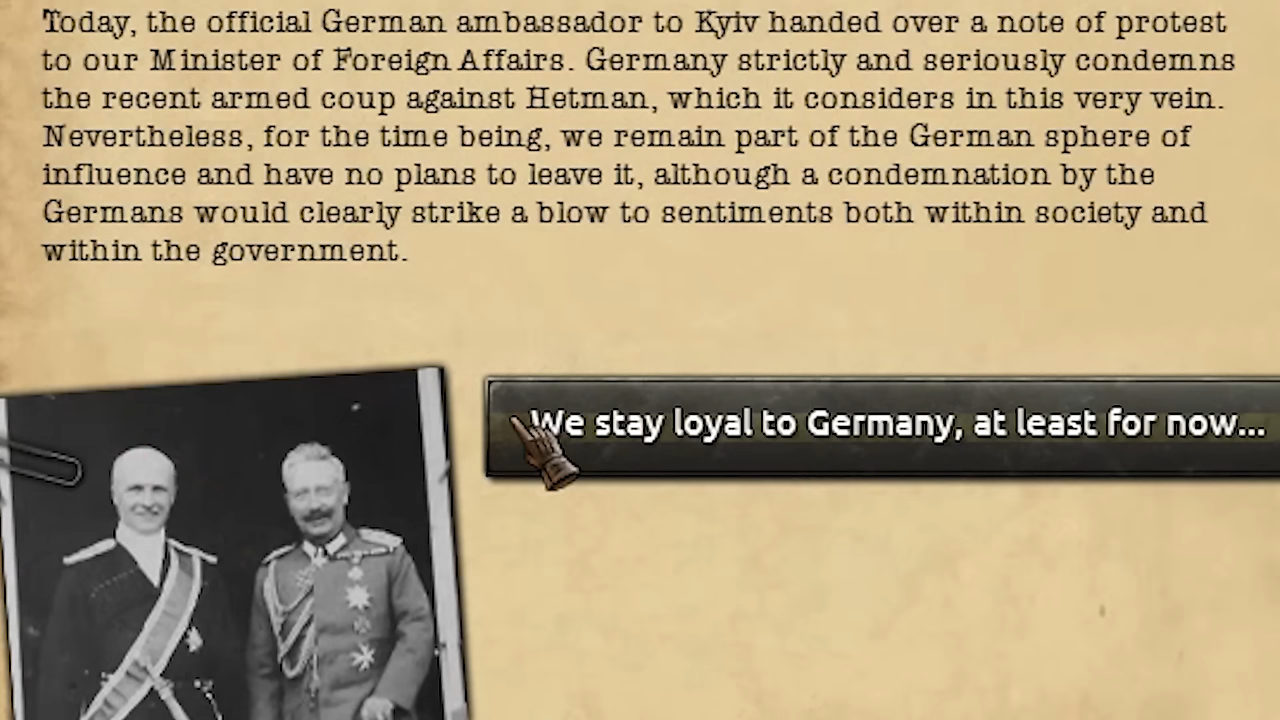 Today, the official German ambassador to Kyiv handed over a note of protest
to our Minister of Foreign Affairs. Germany strictly and seriously condemns
the recent armed coup against Hetman, which it considers in this very vein.
Nevertheless, for the time being, we remain part of the German sphere of
influence and have no plans to leave it, although a condemnation by the
Germans would clearly strike a blow to sentiments both within society and
within the government.
We stay loyal to Germany, at least for now...